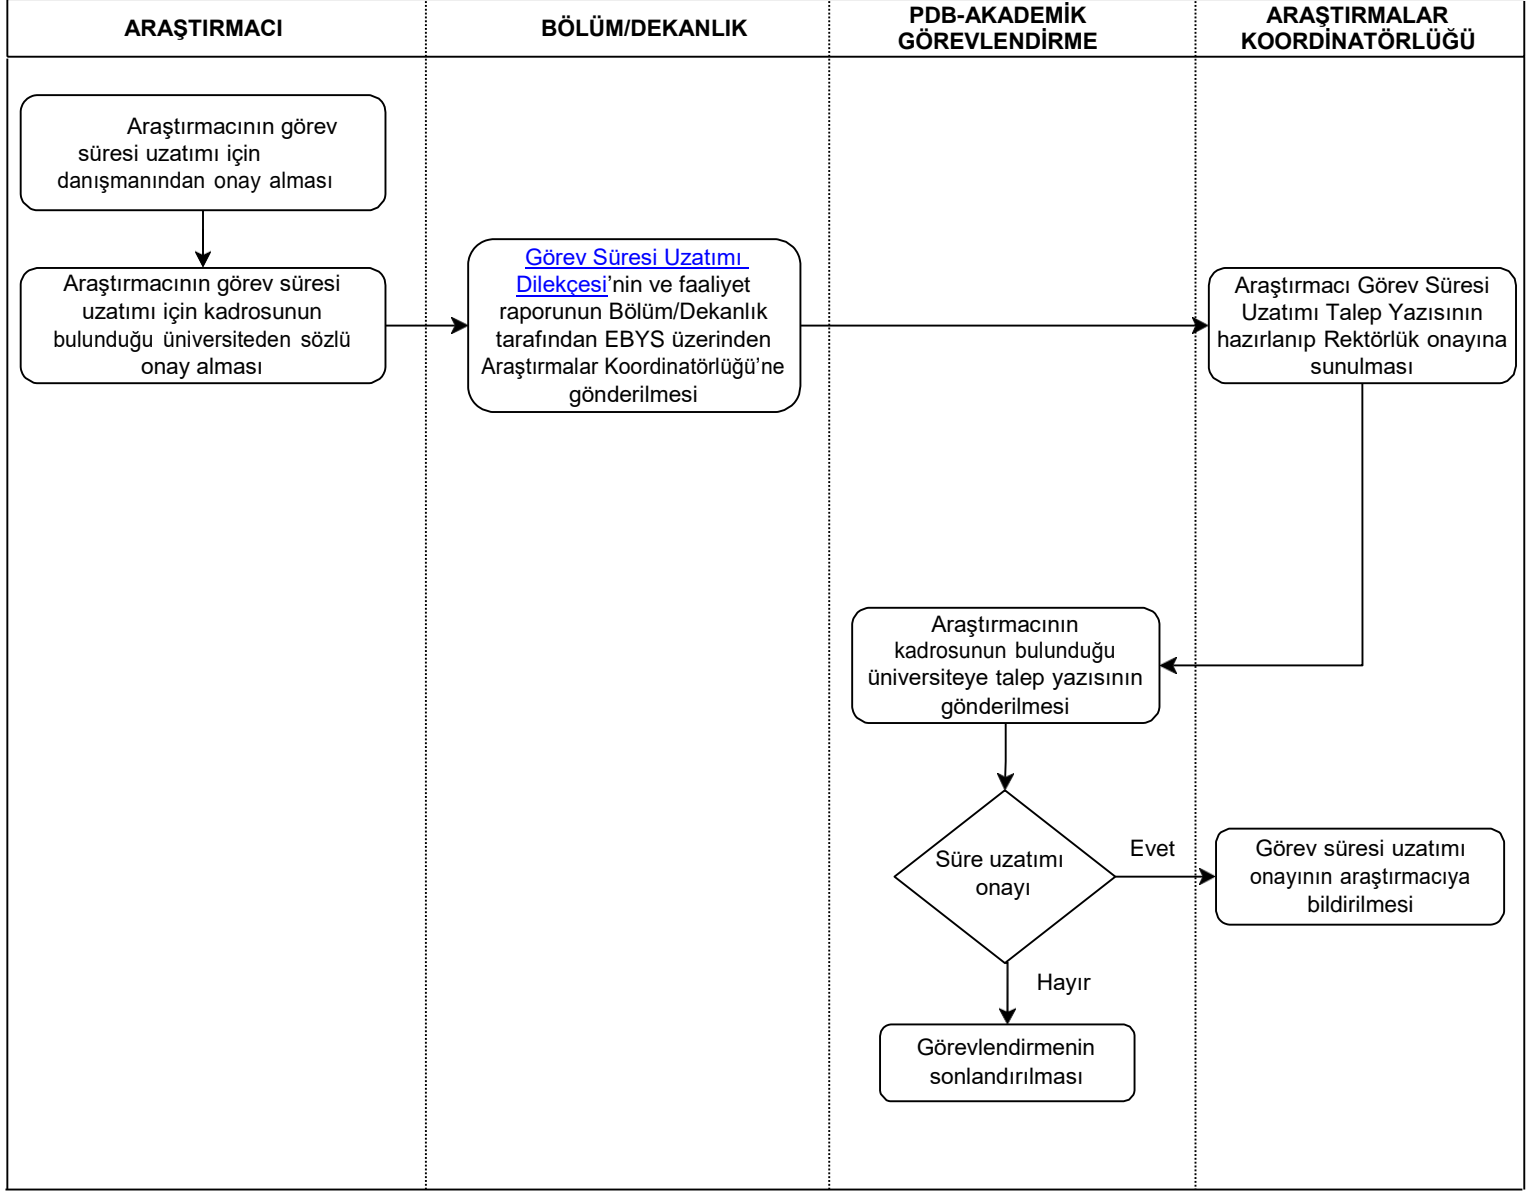 ARAŞTIRMACI
BÖLÜM/DEKANLIK
PDB-AKADEMİK
GÖREVLENDİRME
ARAŞTIRMALAR
KOORDİNATÖRLÜĞÜ
Araştırmacının görev
süresi uzatımı için
danışmanından onay alması
Araştırmacının görev süresi
uzatımı için kadrosunun
bulunduğu üniversiteden sözlü
onay alması
Görev Süresi Uzatımı
Dilekçesi’nin ve faaliyet
raporunun Bölüm/Dekanlık
tarafından EBYS üzerinden
Araştırmalar Koordinatörlüğü’ne
gönderilmesi
Araştırmacı Görev Süresi
Uzatımı Talep Yazısının
hazırlanıp Rektörlük onayına
sunulması
Araştırmacının
kadrosunun bulunduğu
üniversiteye talep yazısının
gönderilmesi
Süre uzatımı
onayı
Evet
Görev süresi uzatımı
onayının araştırmacıya
bildirilmesi
Hayır
Görevlendirmenin
sonlandırılması